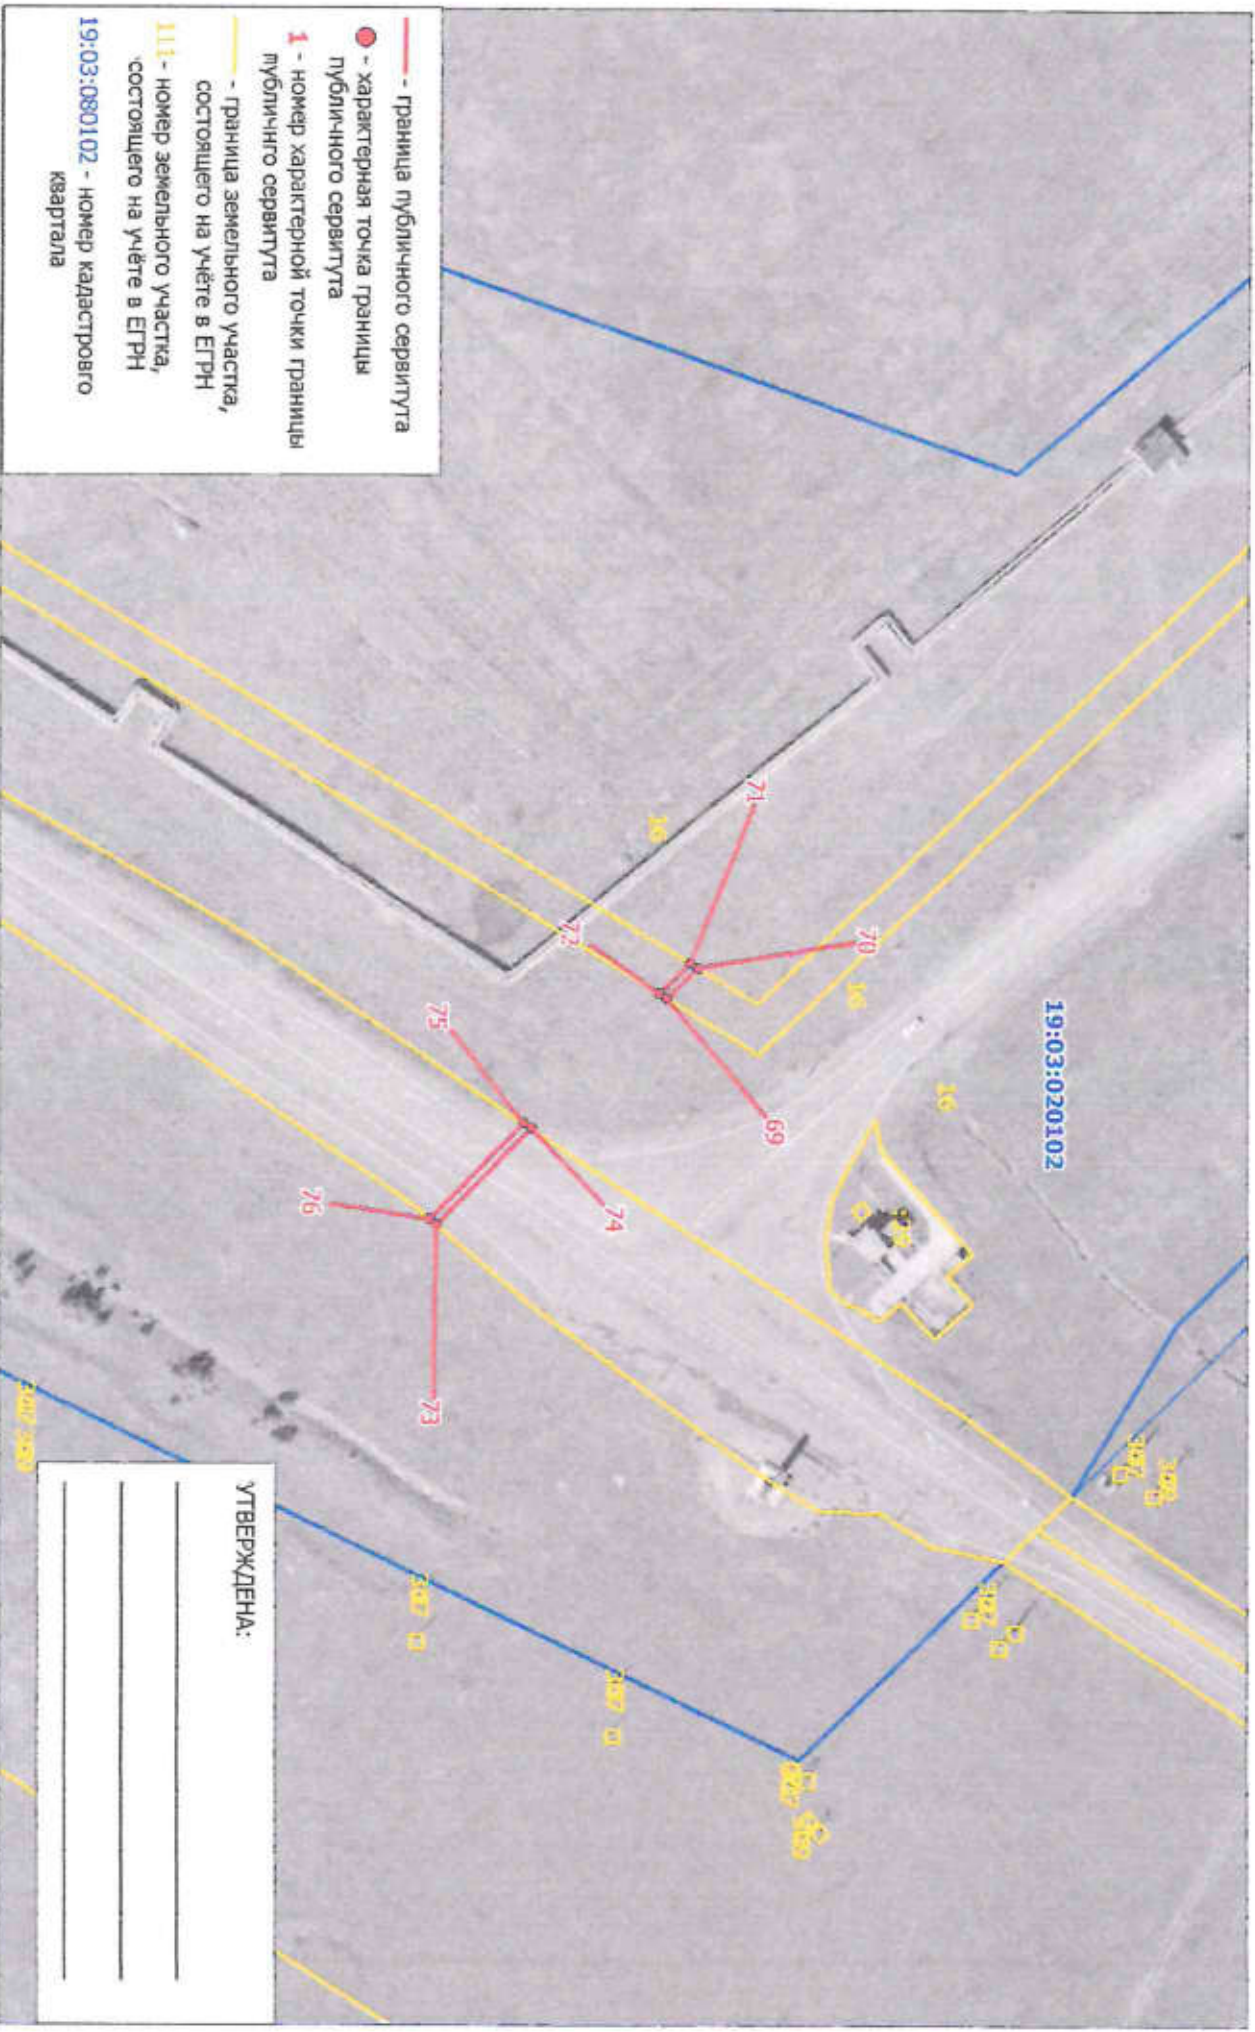 - граница публичного сервитута
- характерная точка границы
публичного сервитута
1 - номер характерной точки границы
публичнго сервитута
- граница земельного участка,
состоящего на учёте в ЕГРН
111 - номер земельного участка,
состоящего на учёте в ЕГРН
19:03:080102 - номер кадастрового
квартала
19:03:020102
71
70
16
72
16
69
16
75
74
76
73
УТВЕРЖДЕНА: